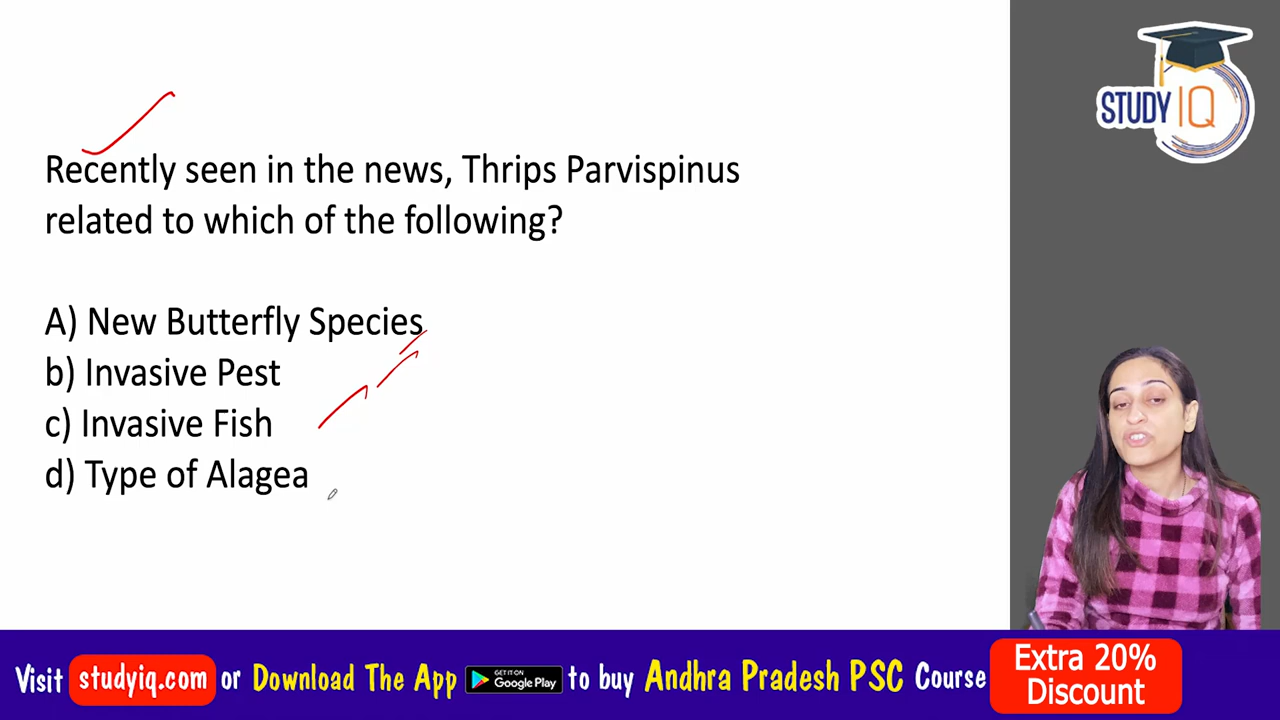 Recently seen in the news, Thrips Parvispinus
related to which of the following?
A) New Butterfly Species
b) Invasive Pest
c) Invasive Fish
d) Type of Alagea
STUDY IQ
Visit studyiq.com or Download The App GET IT ON Google Play to buy Andhra Pradesh PSC Course
Extra 20%
Discount